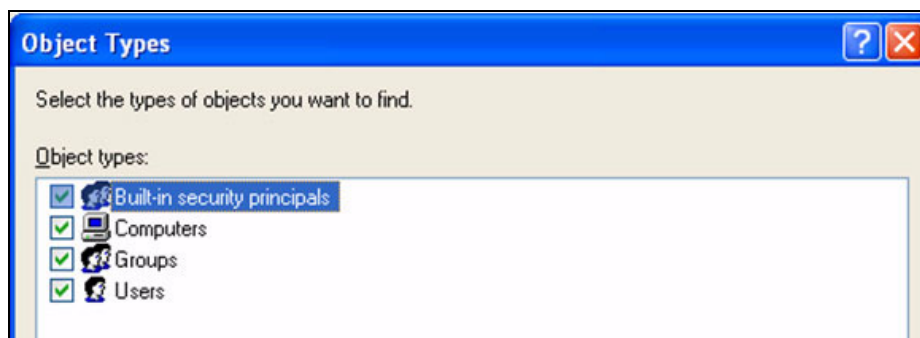 Object Types
Select the types of objects you want to find.
Object types:
Built-in security principals
Computers
Groups
Users